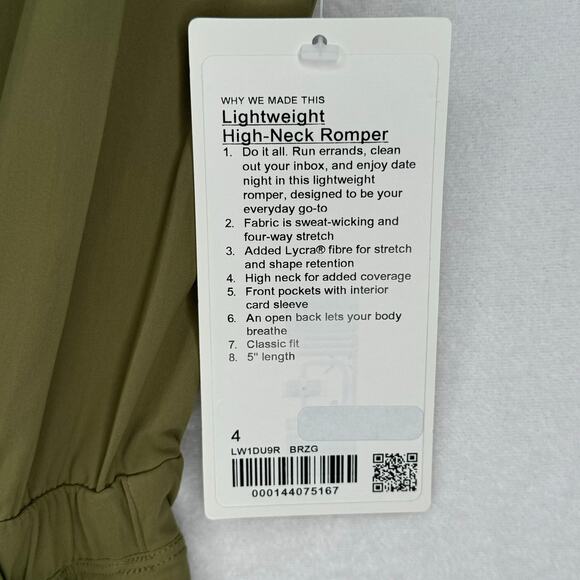 WHY WE MADE THIS
Lightweight
High-Neck Romper
1. Do it all. Run errands, clean
out your inbox, and enjoy date
night in this lightweight
romper, designed to be your
everyday go-to
2. Fabric is sweat-wicking and
four-way stretch
3. Added Lycra® fibre for stretch
and shape retention
4. High neck for added coverage
5. Front pockets with interior
card sleeve
6. An open back lets your body
breathe
7. Classic fit
8. 5" length
4
LW1DU9R BRZG
000144075167